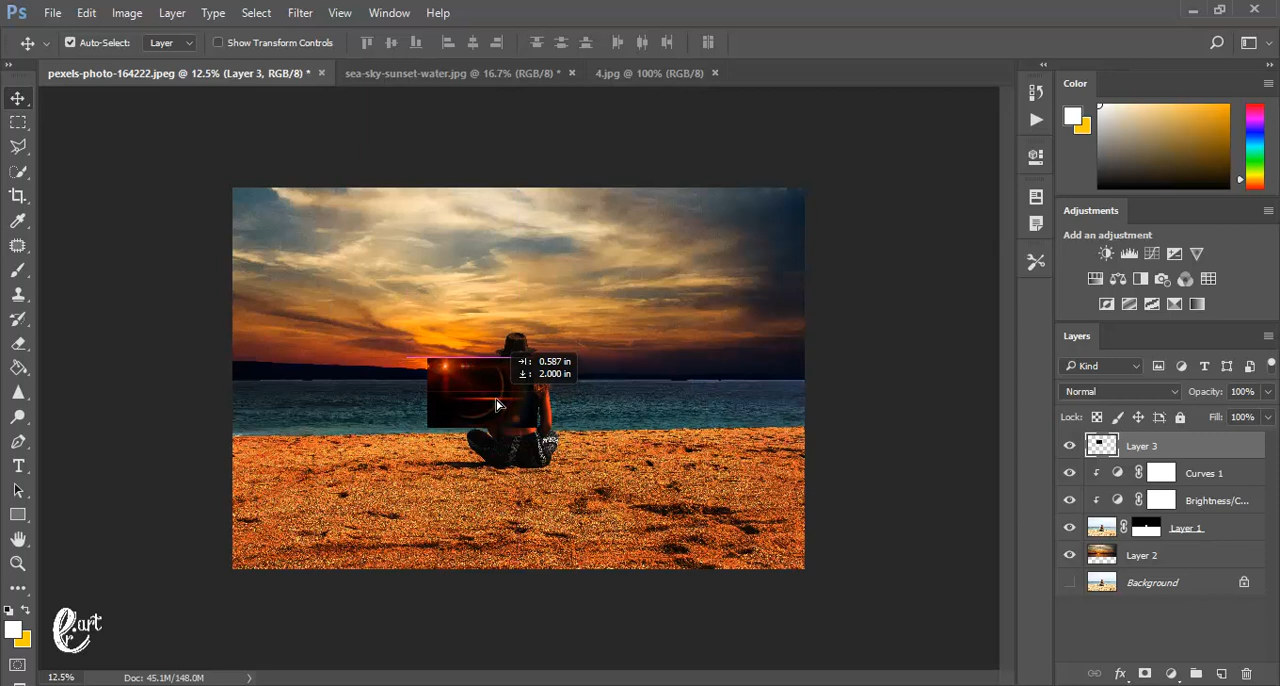 Ps File Edit Image Layer Type Select Filter 3D View Window Help
Auto-Select: Layer Show Transform Controls
pexels-photo-164222.jpeg @ 12.5% (Layer 3, RGB/8) * × sea-sky-sunset-water.jpg @ 16.7% (RGB/8) * × 4.jpg @ 100% (RGB/8) ×
Color
Adjustments
Add an adjustment
Layers
Kind
Normal Opacity: 100%
Lock: Fill: 100%
Layer 3
Curves 1
Brightness/C...
Layer 1
Layer 2
Background
0.587 in
2.000 in
T
e.art
r
12.5% Doc: 45.1M/148.0M
fx